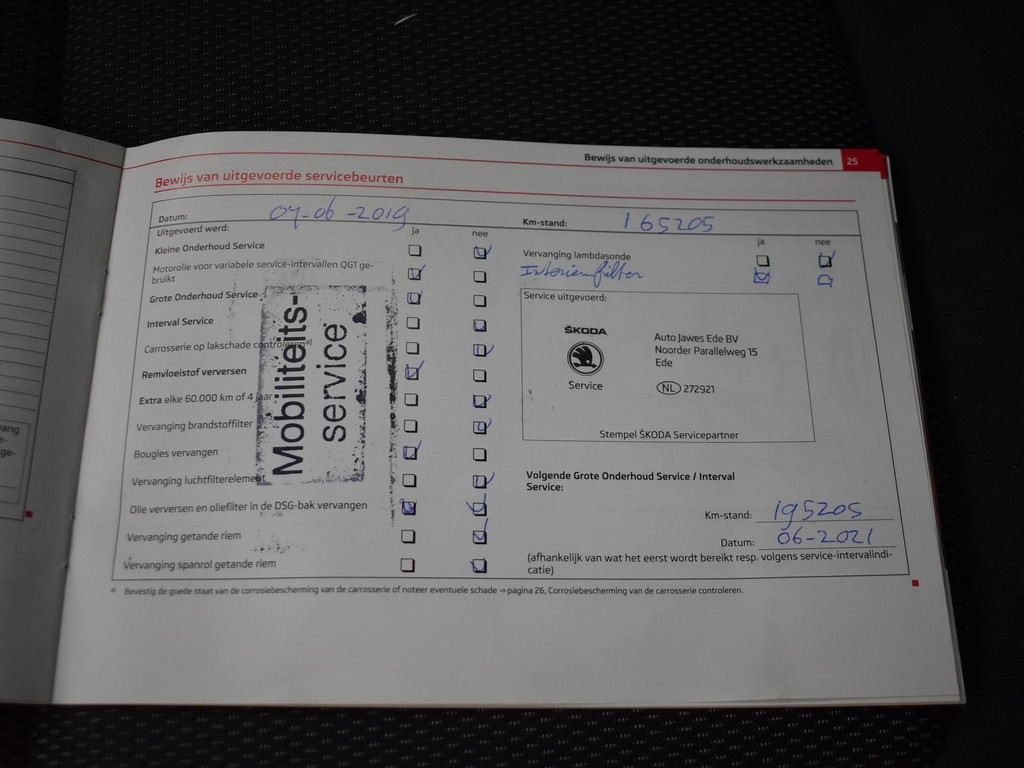 Bewijs van uitgevoerde onderhoudswerkzaamheden 25
Bewijs van uitgevoerde servicebeurten
Datum: 04-06-2019
Km-stand: 165205
Uitgevoerd werd:
ja nee
Kleine Onderhoud Service
Motorolie voor variabele service-intervallen QG1 ge-
bruikt
Grote Onderhoud Service
Interval Service
Carrosserie op lakschade controleren a)
Remvloeistof verversen
Extra elke 60.000 km of 4 jaar
Vervanging brandstoffilter
Bougies vervangen
Vervanging luchtfilterelement
Olie verversen en oliefilter in de DSG-bak vervangen
Vervanging getande riem
Vervanging spanrol getande riem
Mobiliteits-
service
ja nee
Vervanging lambdasonde
Interieurfilter
Service uitgevoerd:
ŠKODA
Service
Auto Jawes Ede BV
Noorder Parallelweg 15
Ede
NL 272921
Stempel ŠKODA Servicepartner
Volgende Grote Onderhoud Service / Interval
Service:
Km-stand: 195205
Datum: 06-2021
(afhankelijk van wat het eerst wordt bereikt resp. volgens service-intervalindi-
catie)
a) Bevestig de goede staat van de corrosiebescherming van de carrosserie of noteer eventuele schade ⇒ pagina 26, Corrosiebescherming van de carrosserie controleren.